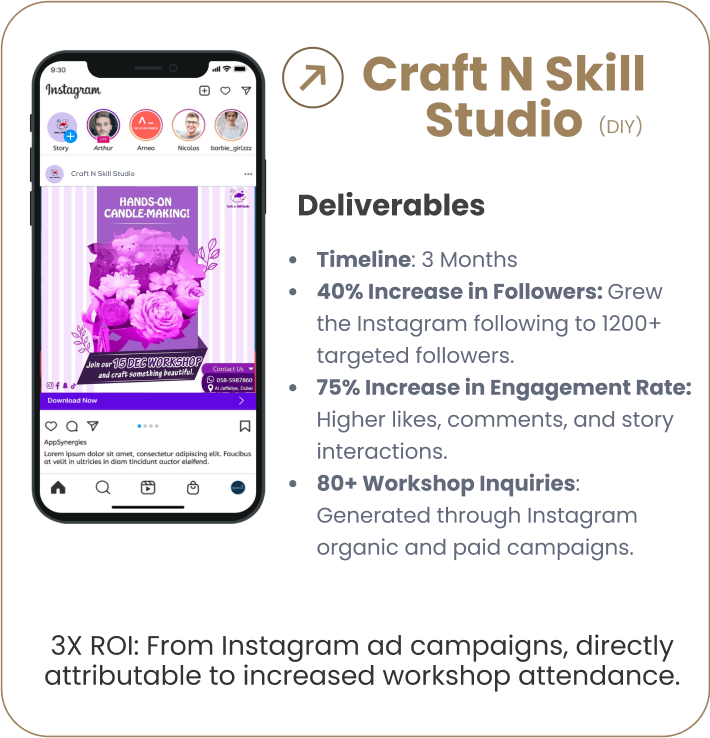 9:30
Instagram
LIVE
Story
Arthur
Ameo
Nicolas
barbie_girlzzz
Craft N Skill Studio
HANDS-ON
CANDLE-MAKING!
Join our 15 DEC WORKSHOP
and craft something beautiful.
Contact Us
058-5987860
Al Jaffaliya, Dubai
Download Now
AppSynergies
Lorem ipsum dolor sit amet, consectetur adipiscing elit. Faucibus
at velit in ultricies in diam tincidunt auctor eleifend.
Craft N Skill
Studio (DIY)
Deliverables
• Timeline: 3 Months
• 40% Increase in Followers: Grew
the Instagram following to 1200+
targeted followers.
• 75% Increase in Engagement Rate:
Higher likes, comments, and story
interactions.
• 80+ Workshop Inquiries:
Generated through Instagram
organic and paid campaigns.
3X ROI: From Instagram ad campaigns, directly
attributable to increased workshop attendance.